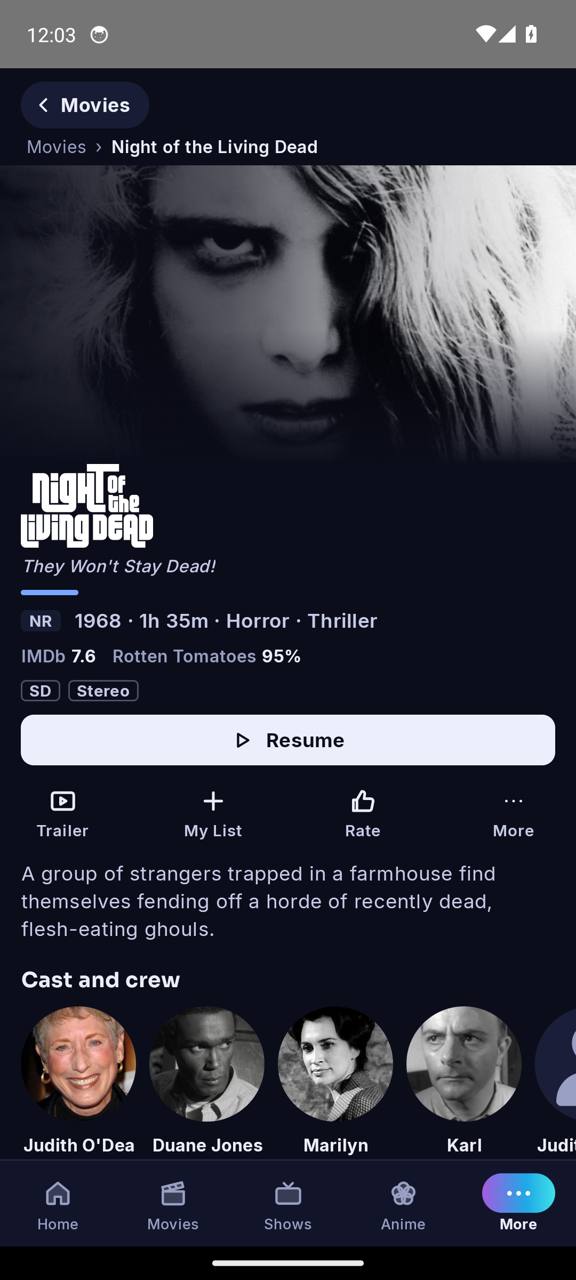 12:03
Movies
Movies › Night of the Living Dead
Night of the Living Dead
They Won't Stay Dead!
NR 1968 · 1h 35m · Horror · Thriller
IMDb 7.6 Rotten Tomatoes 95%
SD Stereo
Resume
Trailer My List Rate More
A group of strangers trapped in a farmhouse find
themselves fending off a horde of recently dead,
flesh-eating ghouls.
Cast and crew
Judith O'Dea Duane Jones Marilyn Karl
Home Movies Shows Anime More